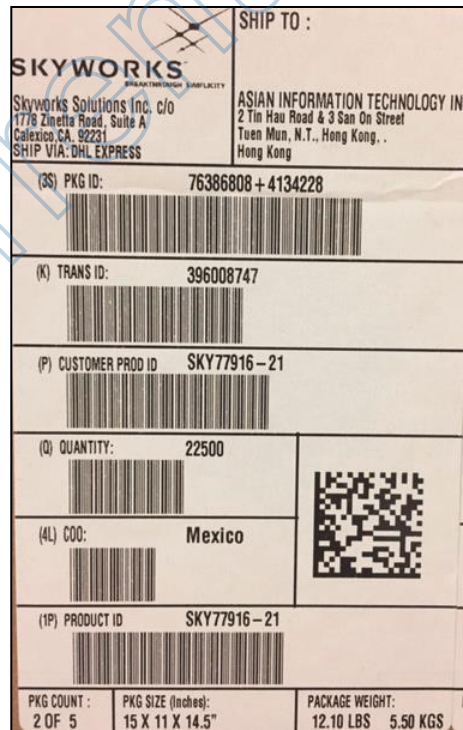 SKYWORKS
BREAKTHROUGH SIMPLICITY
Skyworks Solutions Inc. c/o
1778 Zinetta Road, Suite A
Calexico, CA. 92231
SHIP VIA: DHL EXPRESS
SHIP TO :
ASIAN INFORMATION TECHNOLOGY IN
2 Tin Hau Road & 3 San On Street
Tuen Mun, N.T., Hong Kong, .
Hong Kong
(3S) PKG ID: 76386808+4134228
(K) TRANS ID: 396008747
(P) CUSTOMER PROD ID SKY77916-21
(Q) QUANTITY: 22500
(4L) COO: Mexico
(1P) PRODUCT ID SKY77916-21
PKG COUNT :
2 OF 5
PKG SIZE (Inches):
15 X 11 X 14.5"
PACKAGE WEIGHT:
12.10 LBS 5.50 KGS